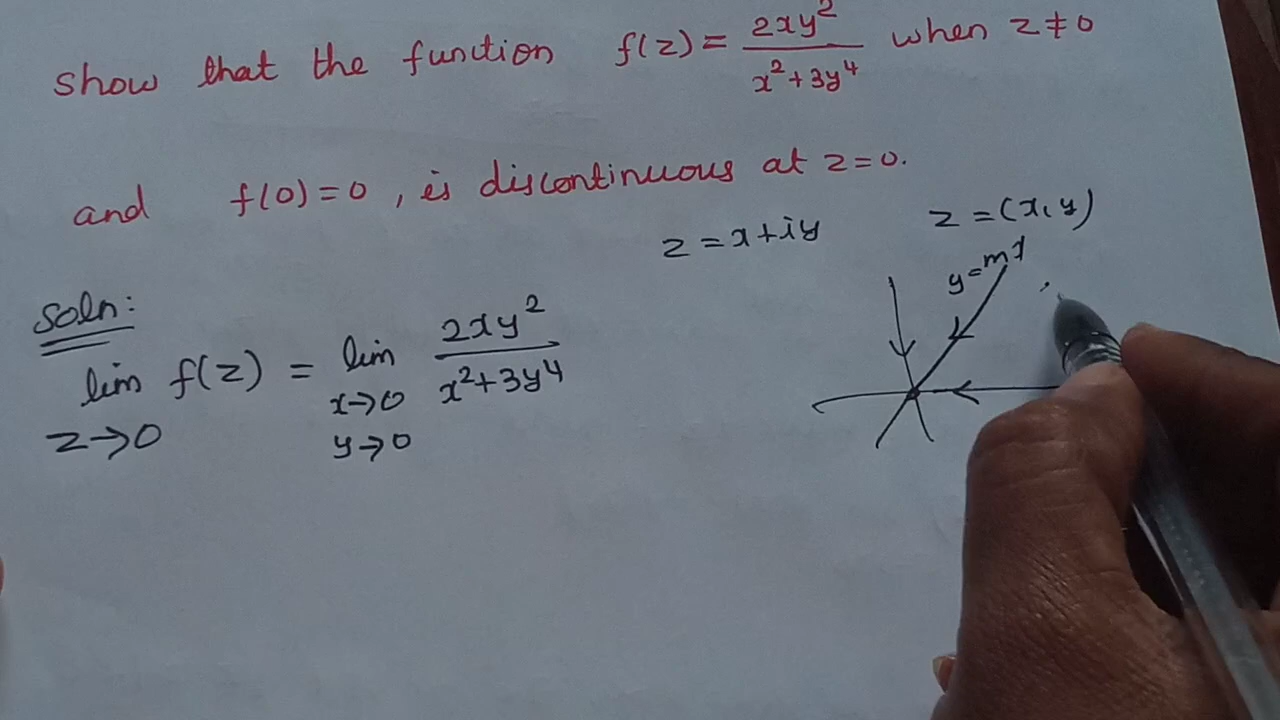 show that the function f(z) = 2xy² / x²+3y⁴ when z ≠ 0
and f(0) = 0, is discontinuous at z=0.
z = x+iy z = (x, y)
y=mx
Soln:
lim f(z) = lim 2xy² / x²+3y⁴
z→0 x→0
y→0